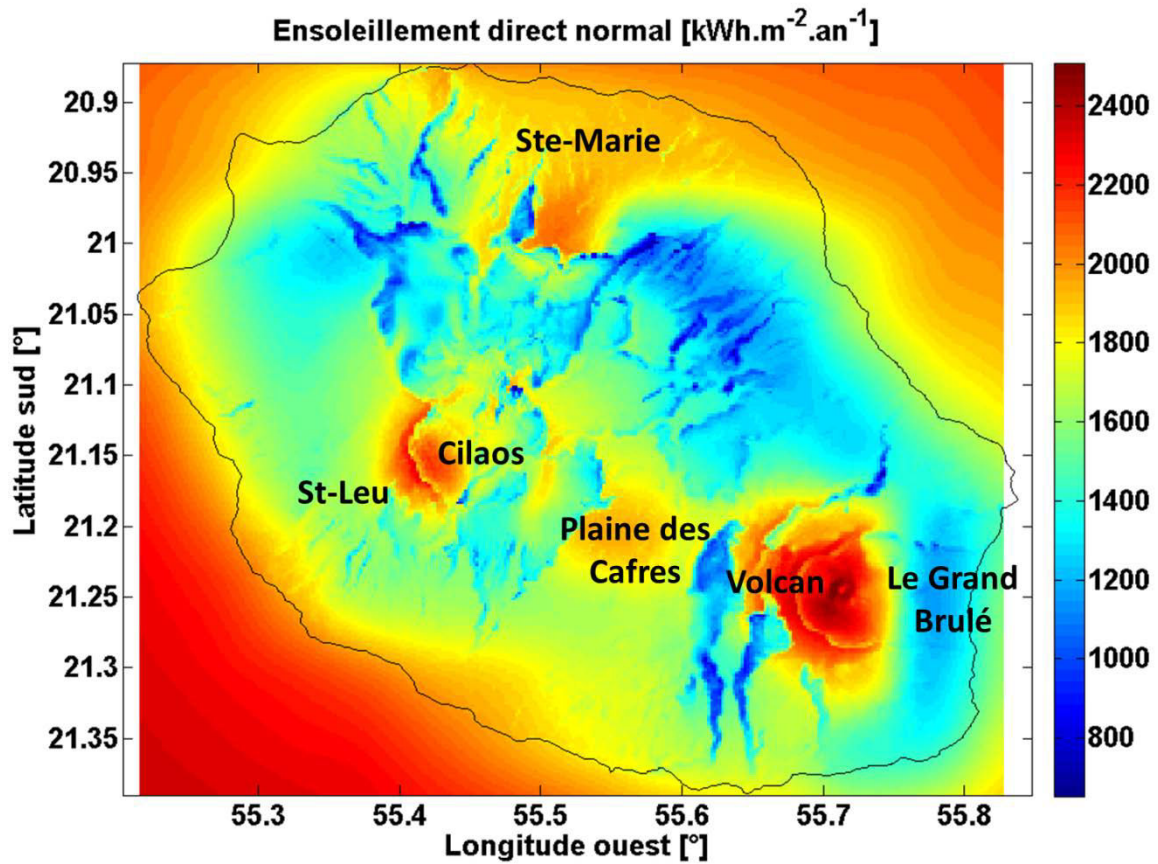 Ensoleillement direct normal [kWh.m⁻².an⁻¹]
20.9
20.95
21
21.05
21.1
21.15
21.2
21.25
21.3
21.35
Latitude sud [°]
Ste-Marie
Cilaos
St-Leu
Plaine des
Cafres
Volcan
Le Grand
Brulé
55.3
55.4
55.5
55.6
55.7
55.8
Longitude ouest [°]
2400
2200
2000
1800
1600
1400
1200
1000
800